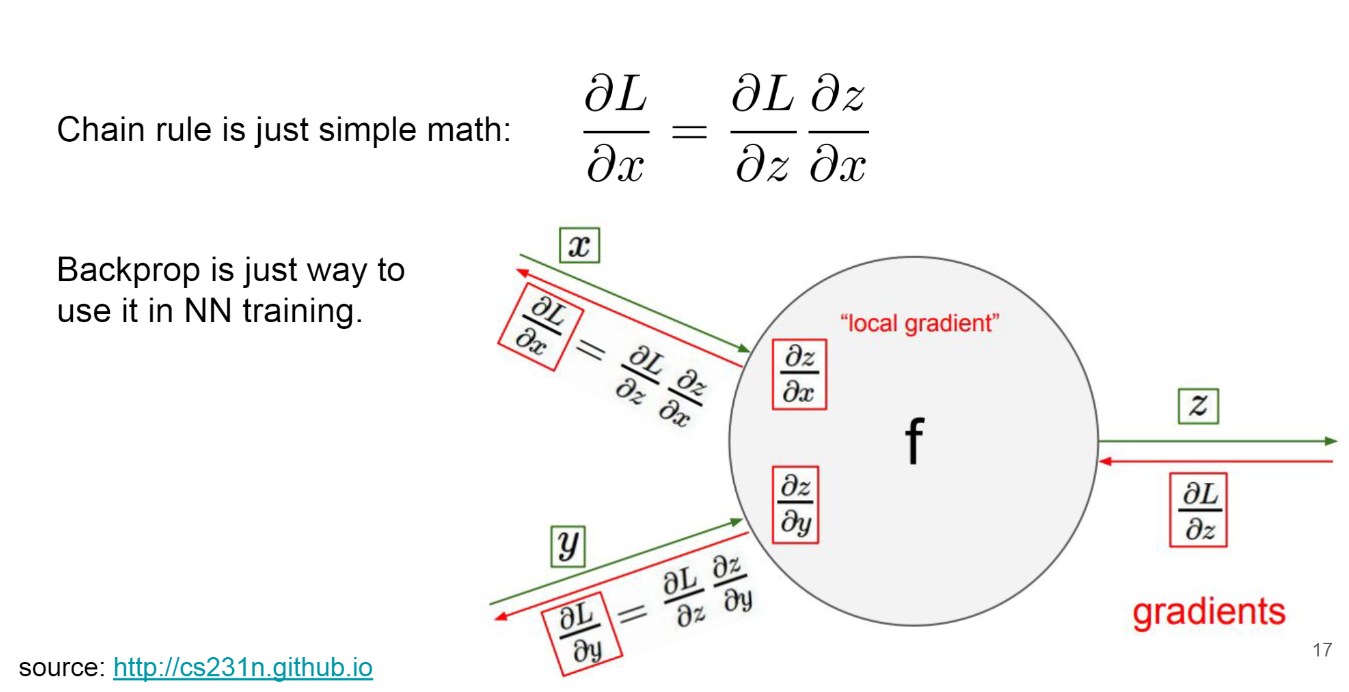 Chain rule is just simple math:
∂L/∂x = ∂L/∂z ∂z/∂x
Backprop is just way to
use it in NN training.
x
∂L/∂x = ∂L/∂z ∂z/∂x
“local gradient”
∂z/∂x
f
∂z/∂y
z
∂L/∂z
y
∂L/∂y = ∂L/∂z ∂z/∂y
gradients
17
source: http://cs231n.github.io